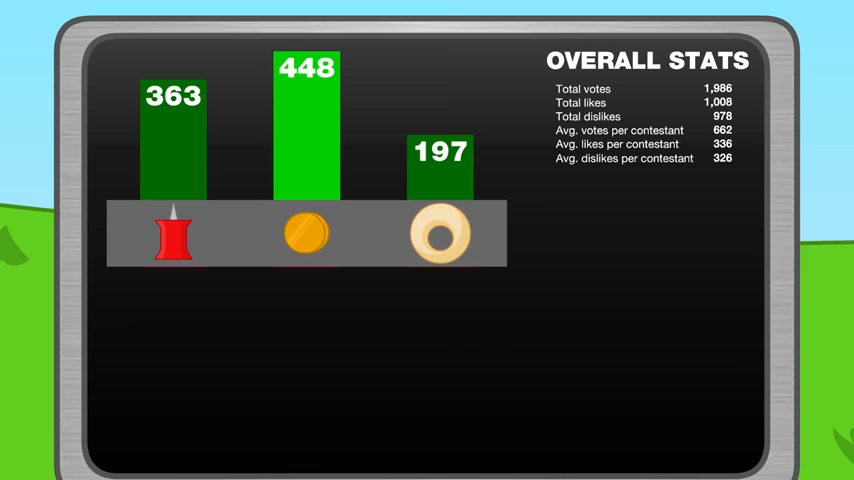 363
448
197
OVERALL STATS
Total votes 1,986
Total likes 1,008
Total dislikes 978
Avg. votes per contestant 662
Avg. likes per contestant 336
Avg. dislikes per contestant 326